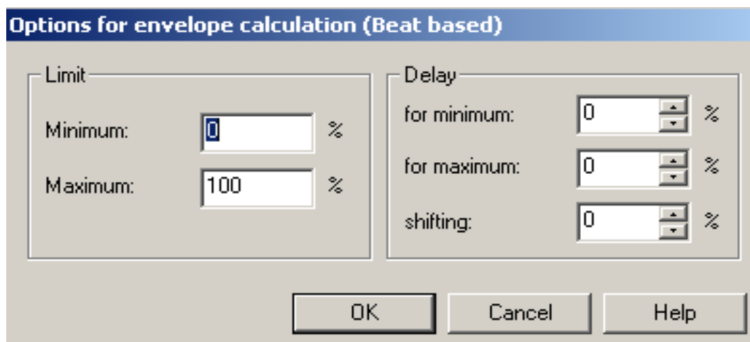 Options for envelope calculation (Beat based)
Limit
Minimum: 0 %
Maximum: 100 %
Delay
for minimum: 0 %
for maximum: 0 %
shifting: 0 %
OK Cancel Help